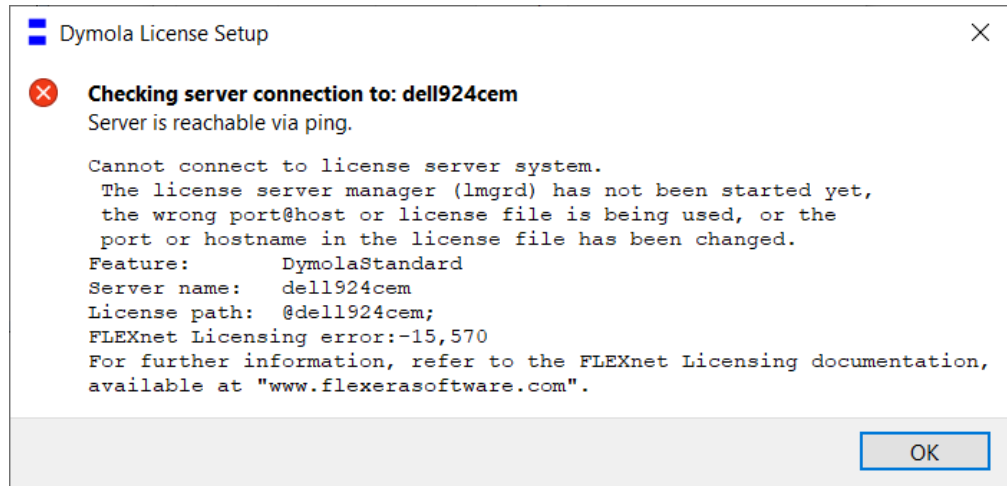 Dymola License Setup
Checking server connection to: dell924cem
Server is reachable via ping.
Cannot connect to license server system.
The license server manager (lmgrd) has not been started yet,
the wrong port@host or license file is being used, or the
port or hostname in the license file has been changed.
Feature: DymolaStandard
Server name: dell924cem
License path: @dell924cem;
FLEXnet Licensing error:-15,570
For further information, refer to the FLEXnet Licensing documentation,
available at "www.flexerasoftware.com".
OK